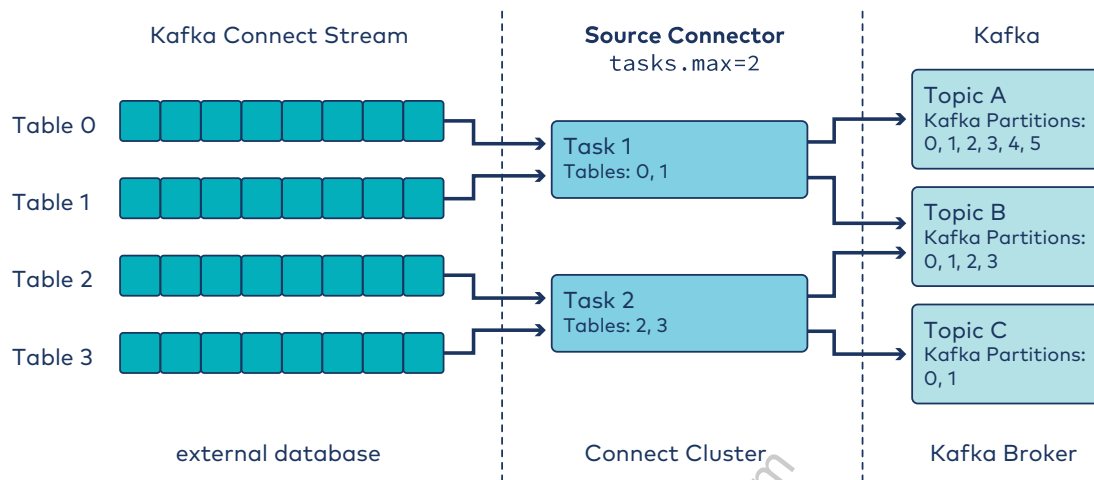 Kafka Connect Stream
Source Connector
tasks.max=2
Kafka
Table 0
Table 1
Table 2
Table 3
Task 1
Tables: 0, 1
Task 2
Tables: 2, 3
Topic A
Kafka Partitions:
0, 1, 2, 3, 4, 5
Topic B
Kafka Partitions:
0, 1, 2, 3
Topic C
Kafka Partitions:
0, 1
external database
Connect Cluster
Kafka Broker